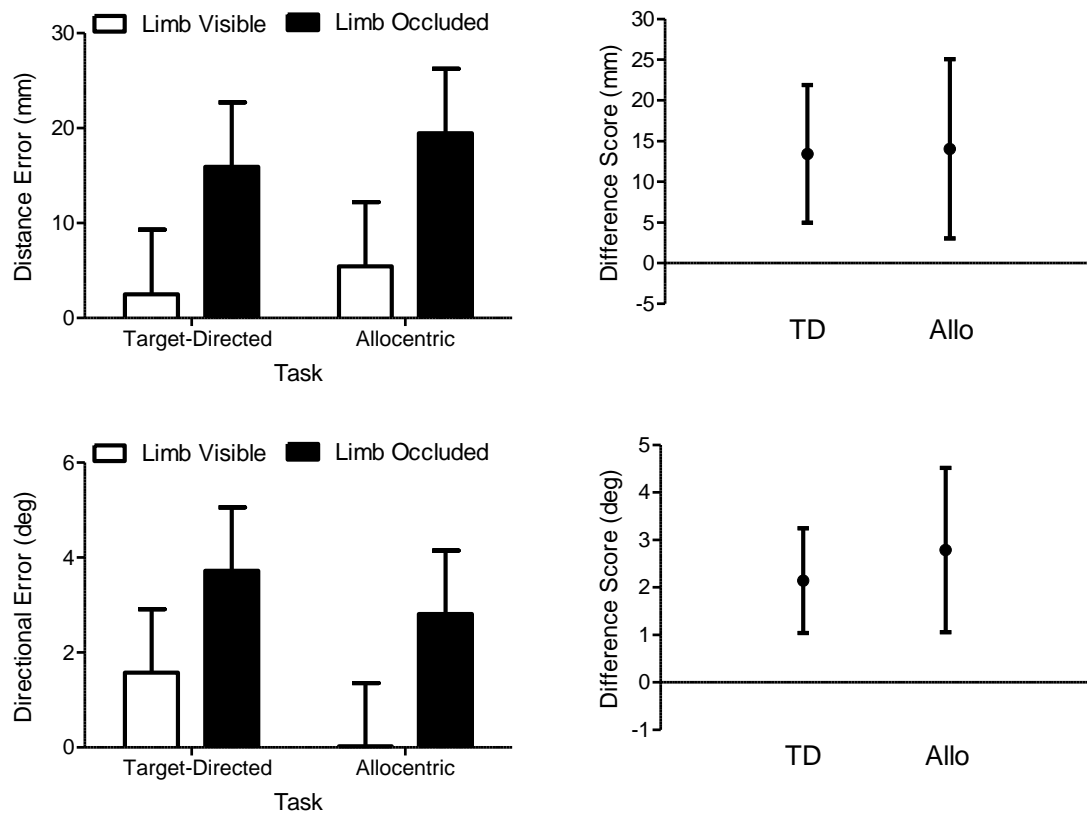 Limb Visible Limb Occluded
Distance Error (mm)
30
20
10
0
Target-Directed Allocentric
Task
Difference Score (mm)
30
25
20
15
10
5
0
-5
TD Allo
Limb Visible Limb Occluded
Directional Error (deg)
6
4
2
0
Target-Directed Allocentric
Task
Difference Score (deg)
5
4
3
2
1
0
-1
TD Allo